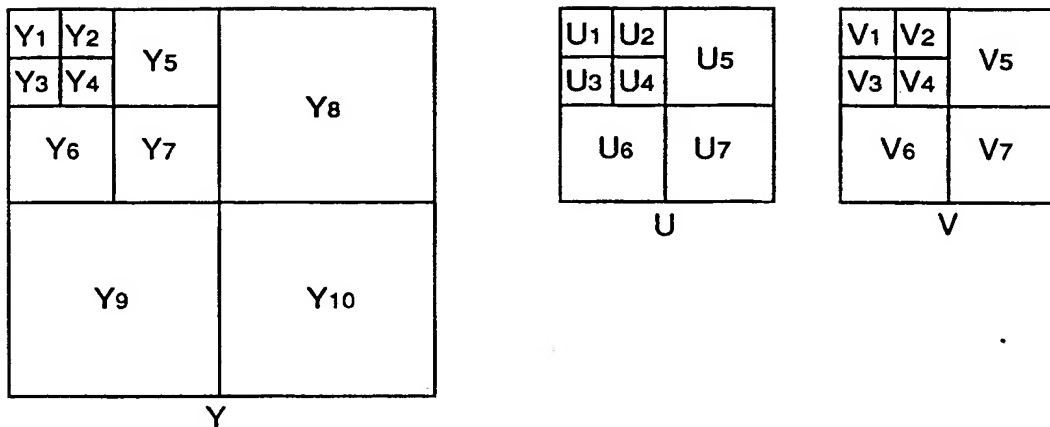 Y1 Y2 Y5 Y8
Y3 Y4
Y6 Y7
Y9 Y10
Y
U1 U2 U5
U3 U4
U6 U7
U
V1 V2 V5
V3 V4
V6 V7
V